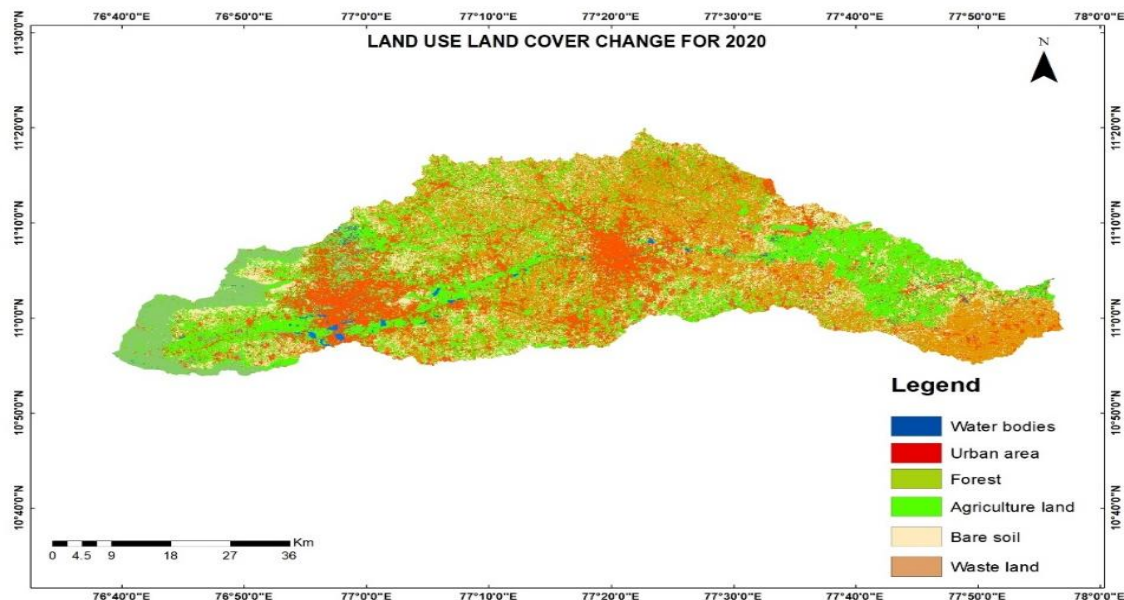 76°40'0"E 76°50'0"E 77°0'0"E 77°10'0"E 77°20'0"E 77°30'0"E 77°40'0"E 77°50'0"E 78°0'0"E
LAND USE LAND COVER CHANGE FOR 2020
N
11°30'0"N 11°20'0"N 11°10'0"N 11°0'0"N 10°50'0"N 10°40'0"N
11°20'0"N 11°10'0"N 11°0'0"N 10°50'0"N 10°40'0"N
Legend
Water bodies
Urban area
Forest
Agriculture land
Bare soil
Waste land
Km
0 4.5 9 18 27 36
76°40'0"E 76°50'0"E 77°0'0"E 77°10'0"E 77°20'0"E 77°30'0"E 77°40'0"E 77°50'0"E 78°0'0"E